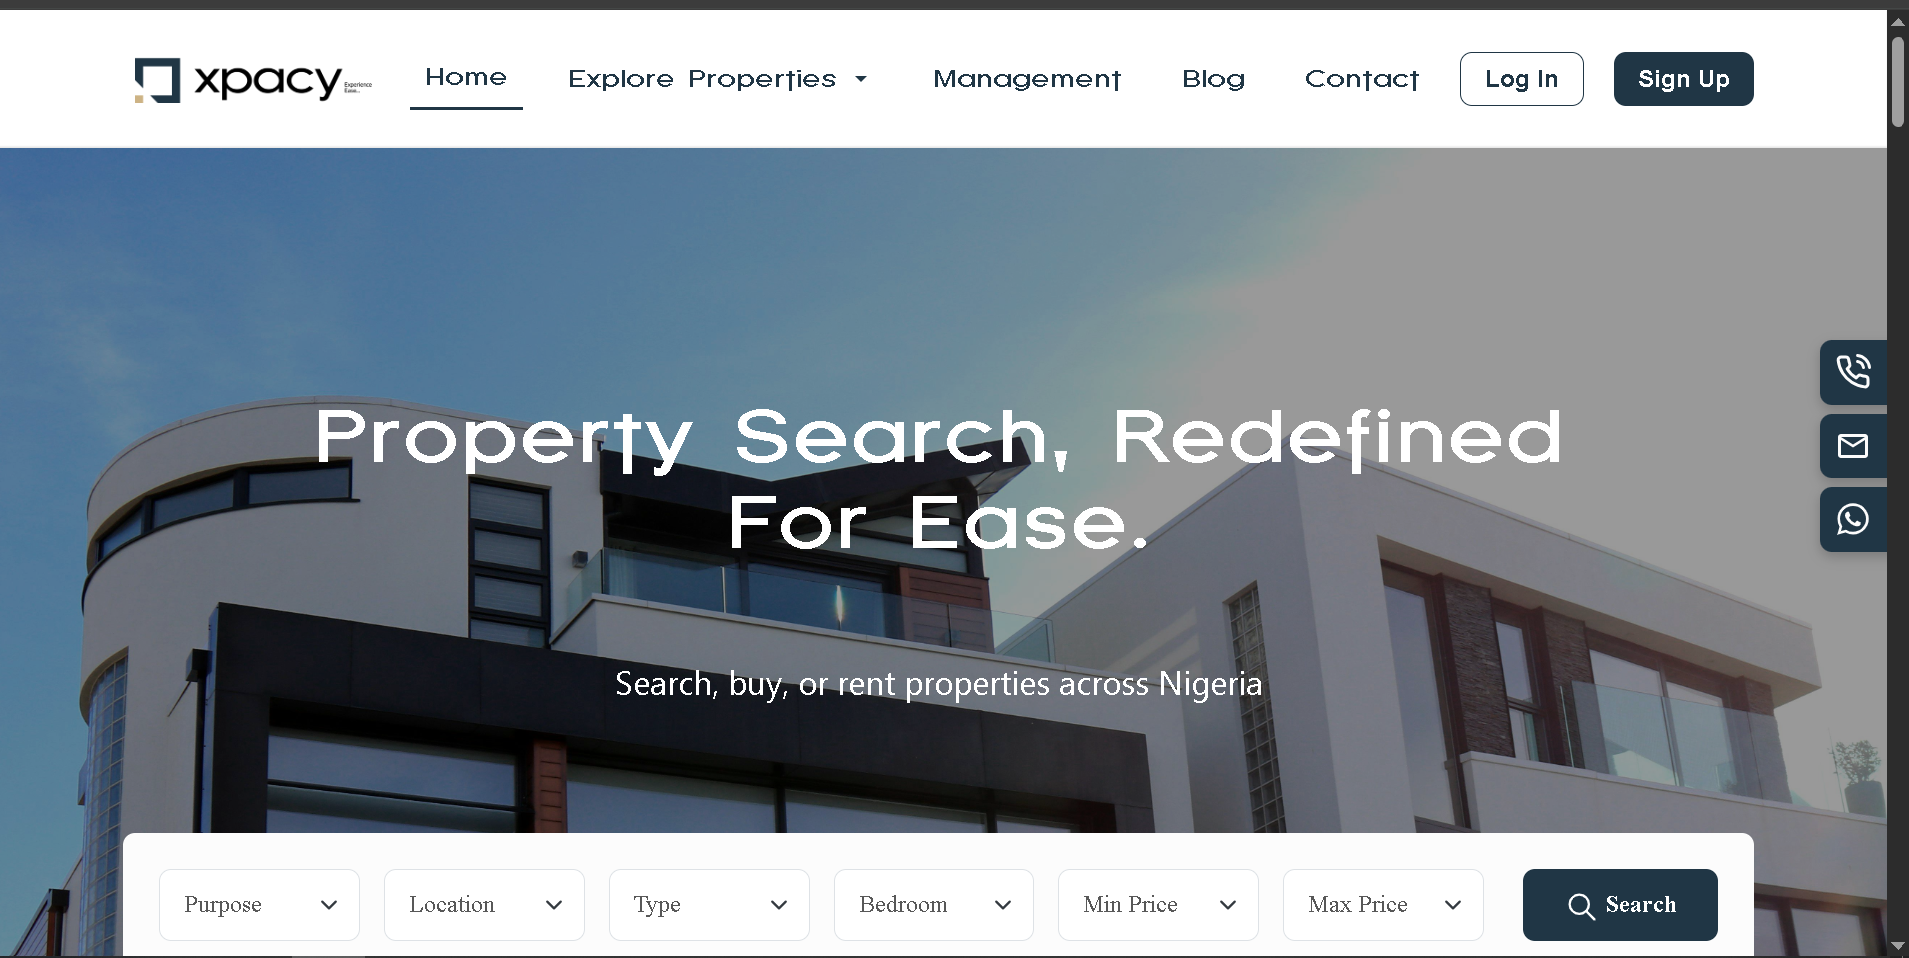 xpacy
Experience
Ease...
Home
Explore Properties
Management
Blog
Contact
Log In
Sign Up
Property Search, Redefined
For Ease.
Search, buy, or rent properties across Nigeria
Purpose
Location
Type
Bedroom
Min Price
Max Price
Search